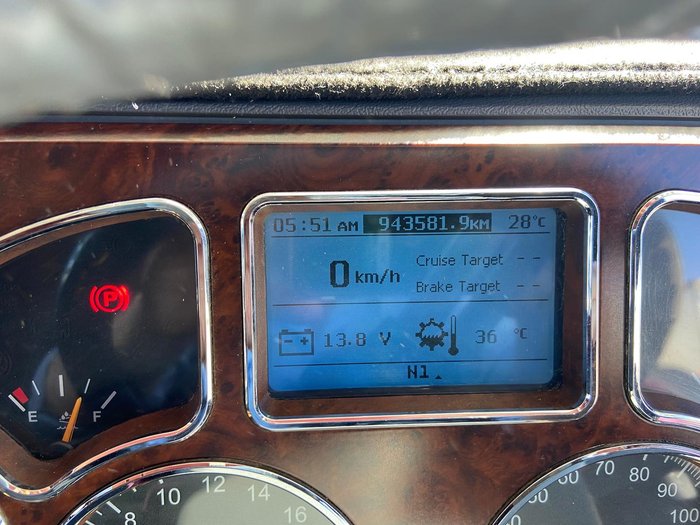 05:51 AM 943581.9KM 28°C
0 km/h Cruise Target --
Brake Target --
- + 13.8 V 36 °C
N1
P
E F
8 10 12 14 16
60 70 80 90 100